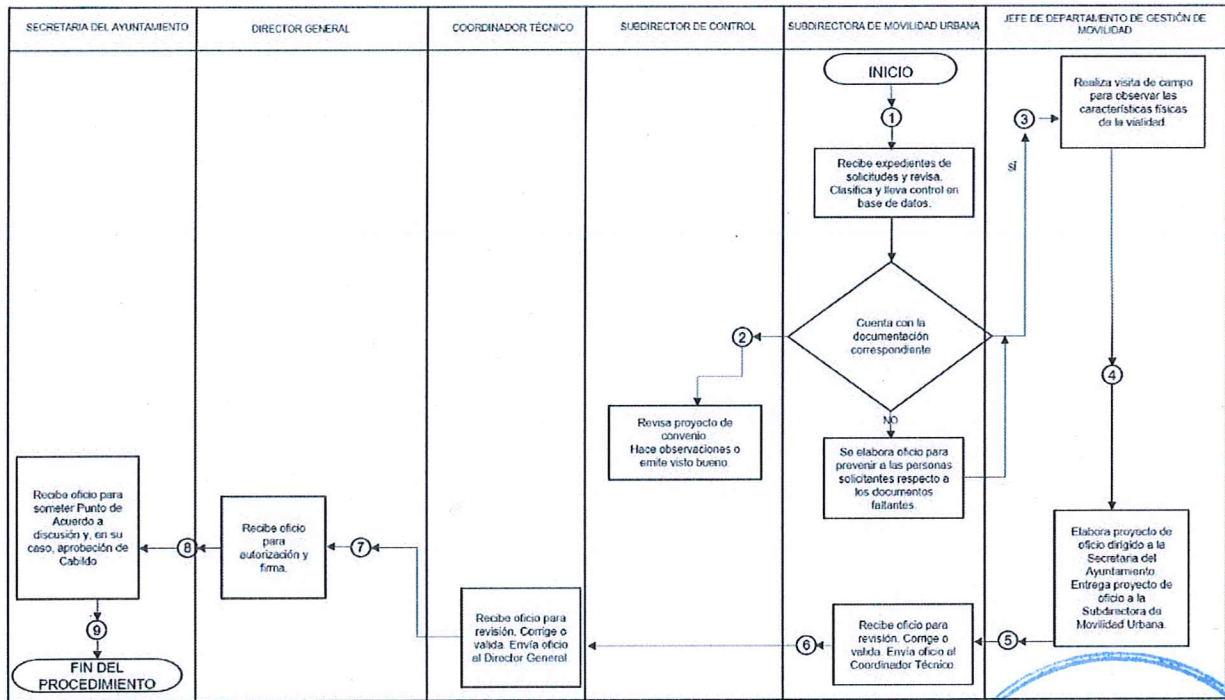 SECRETARIA DEL AYUNTAMIENTO
DIRECTOR GENERAL
COORDINADOR TÉCNICO
SUBDIRECTOR DE CONTROL
SUBDIRECTORA DE MOVILIDAD URBANA
JEFE DE DEPARTAMENTO DE GESTIÓN DE
MOVILIDAD
INICIO
1
Recibe expedientes de
solicitudes y revisa.
Clasifica y lleva control en
base de datos.
Cuenta con la
documentación
correspondiente
2
Revisa proyecto de
convenio
Hace observaciones o
emite visto bueno.
NO
Se elabora oficio para
prevenir a las personas
solicitantes respecto a
los documentos
faltantes.
SÍ
3
Realiza visita de campo
para observar las
características físicas
de la vialidad.
4
Elabora proyecto de
oficio dirigido a la
Secretaria del
Ayuntamiento.
Entrega proyecto de
oficio a la
Subdirectora de
Movilidad Urbana.
5
Recibe oficio para
revisión. Corrige o
valida. Envía oficio al
Coordinador Técnico
6
Recibe oficio para
revisión. Corrige o
valida. Envía oficio
al Director General.
7
Recibe oficio
para
autorización y
firma.
8
Recibe oficio para
someter Punto de
Acuerdo a
discusión y, en su
caso, aprobación de
Cabildo
9
FIN DEL
PROCEDIMIENTO